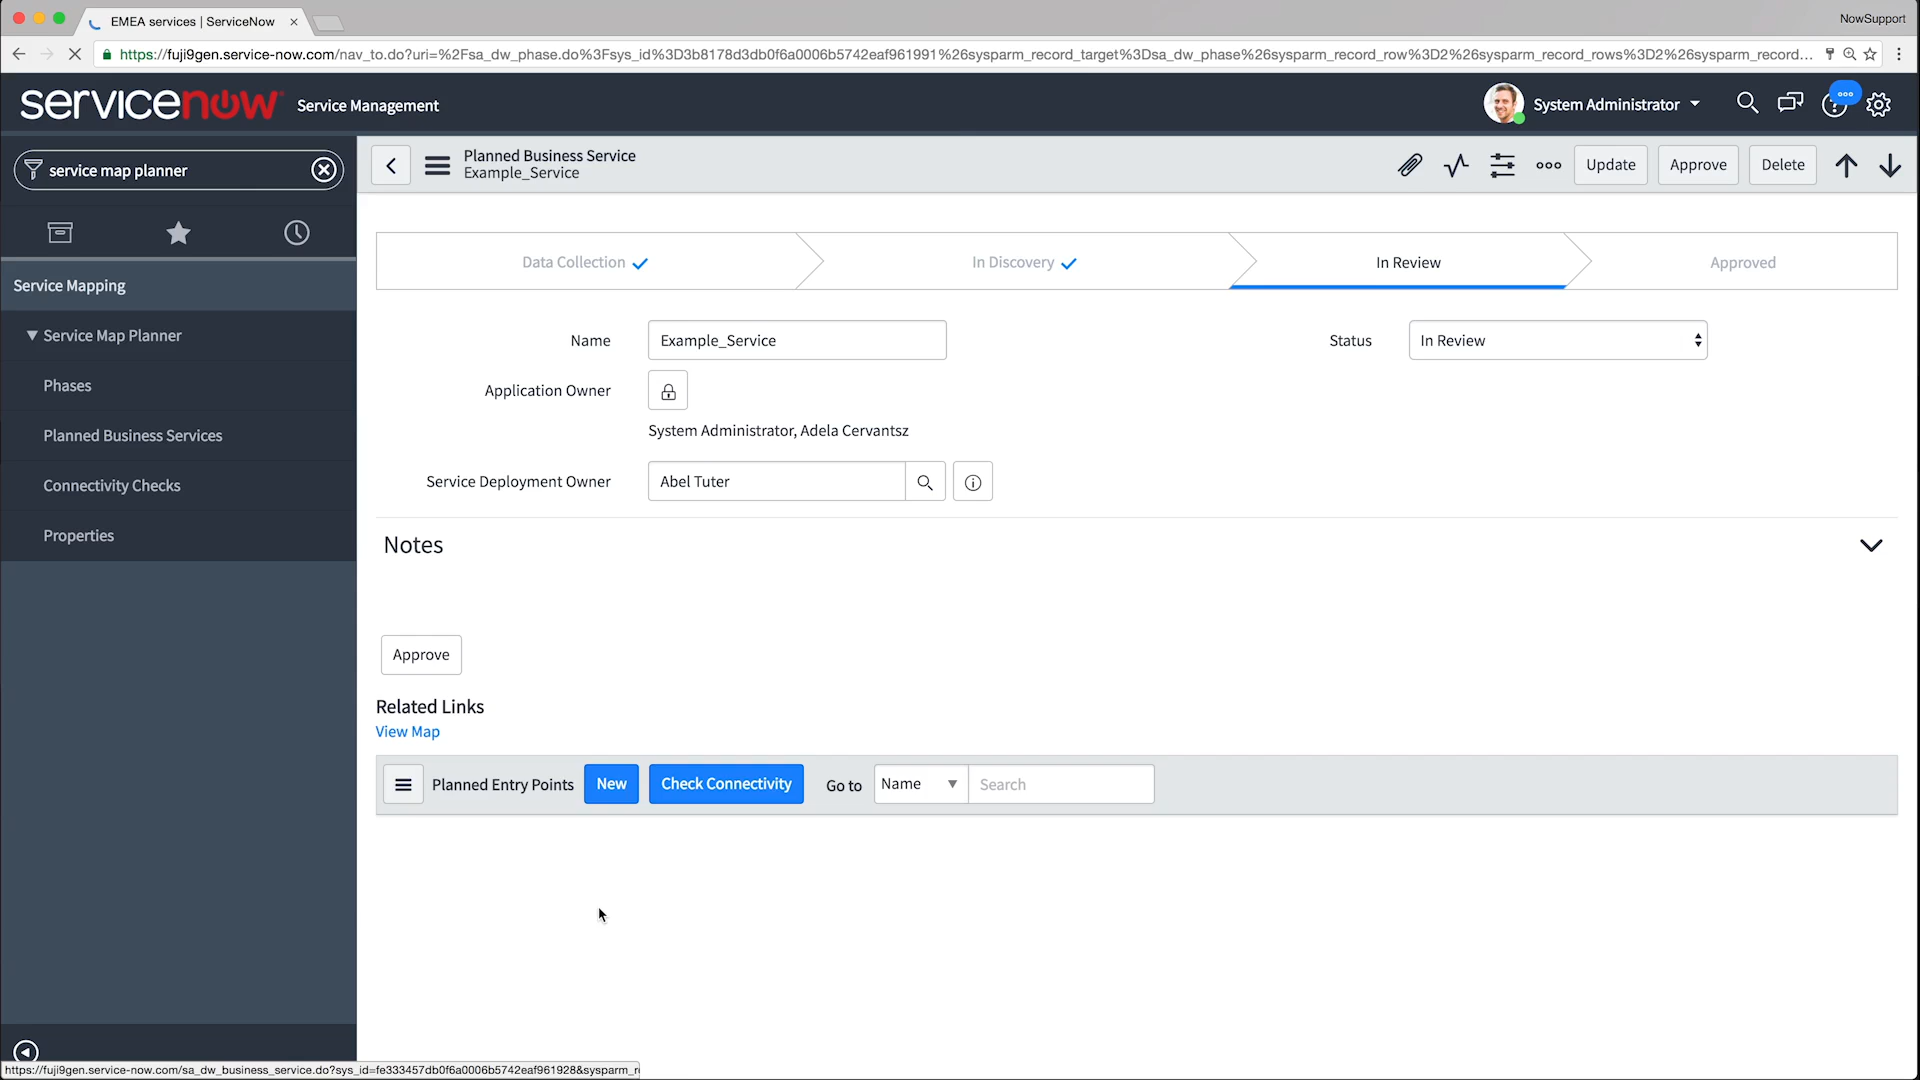 EMEA services | ServiceNow
NowSupport
https://fuji9gen.service-now.com/nav_to.do?uri=%2Fsa_dw_phase.do%3Fsys_id%3D3b8178d3db0f6a0006b5742eaf961991%26sysparm_record_target%3Dsa_dw_phase%26sysparm_record_row%3D2%26sysparm_record_rows%3D2%26sysparm_record...
servicenow Service Management
System Administrator
service map planner
Planned Business Service
Example_Service
Update
Approve
Delete
Service Mapping
Service Map Planner
Phases
Planned Business Services
Connectivity Checks
Properties
Data Collection
In Discovery
In Review
Approved
Name
Example_Service
Status
In Review
Application Owner
System Administrator, Adela Cervantsz
Service Deployment Owner
Abel Tuter
Notes
Approve
Related Links
View Map
Planned Entry Points
New
Check Connectivity
Go to
Name
Search
https://fuji9gen.service-now.com/sa_dw_business_service.do?sys_id=fe333457db0f6a0006b5742eaf961928&sysparm_r